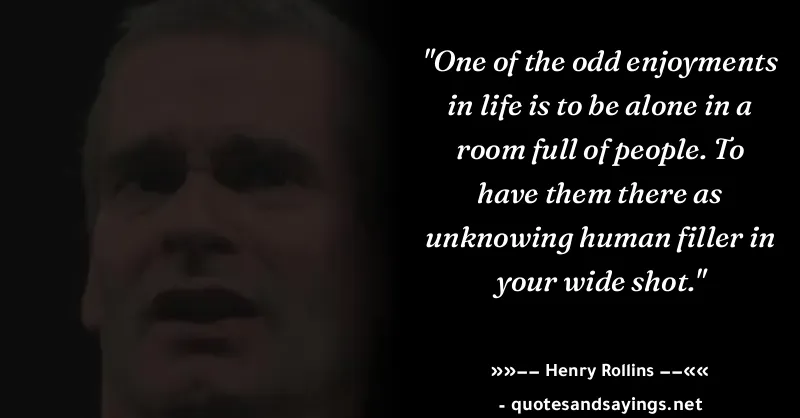 "One of the odd enjoyments
in life is to be alone in a
room full of people. To
have them there as
unknowing human filler in
your wide shot."
»»−− Henry Rollins −−««
- quotesandsayings.net